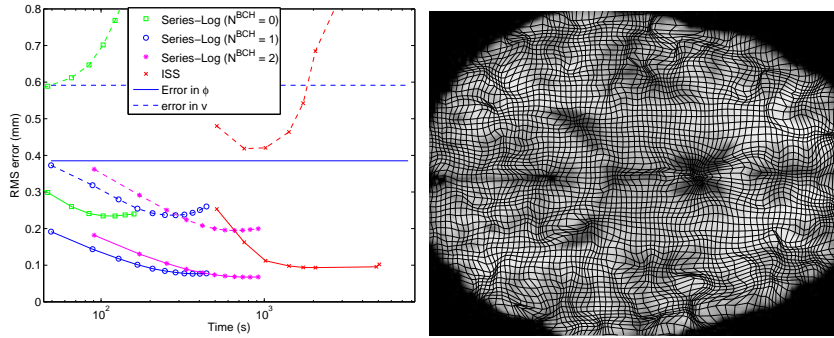 0.8
0.7
0.6
0.5
0.4
0.3
0.2
0.1
0
RMS error (mm)
Series−Log (N^BCH = 0)
Series−Log (N^BCH = 1)
Series−Log (N^BCH = 2)
ISS
Error in ϕ
error in v
10^2
10^3
Time (s)